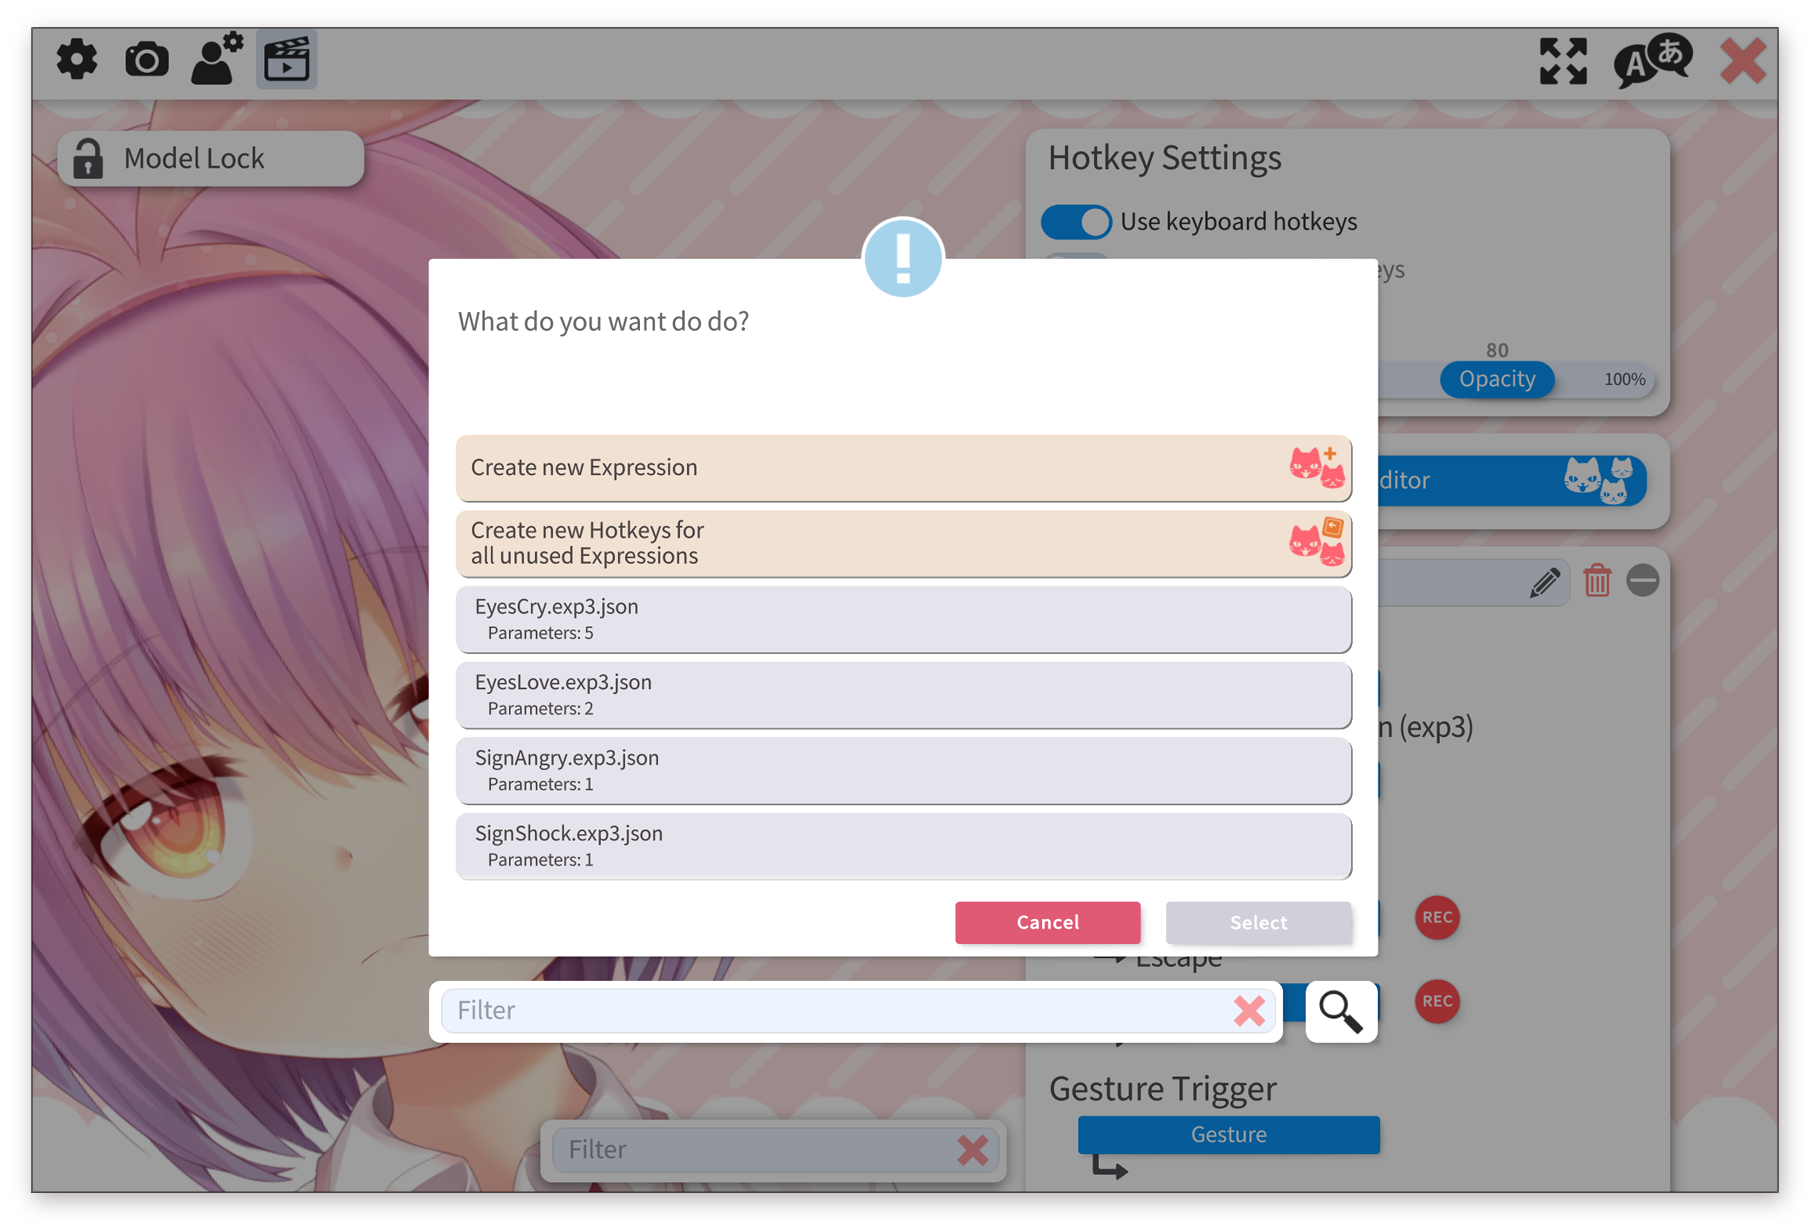 A あ
Model Lock
Hotkey Settings
Use keyboard hotkeys
eys
What do you want do do?
80
Opacity
100%
Create new Expression
ditor
Create new Hotkeys for
all unused Expressions
EyesCry.exp3.json
Parameters: 5
EyesLove.exp3.json
Parameters: 2
n (exp3)
SignAngry.exp3.json
Parameters: 1
SignShock.exp3.json
Parameters: 1
Cancel
Select
REC
Escape
REC
Filter
Gesture Trigger
Gesture
Filter